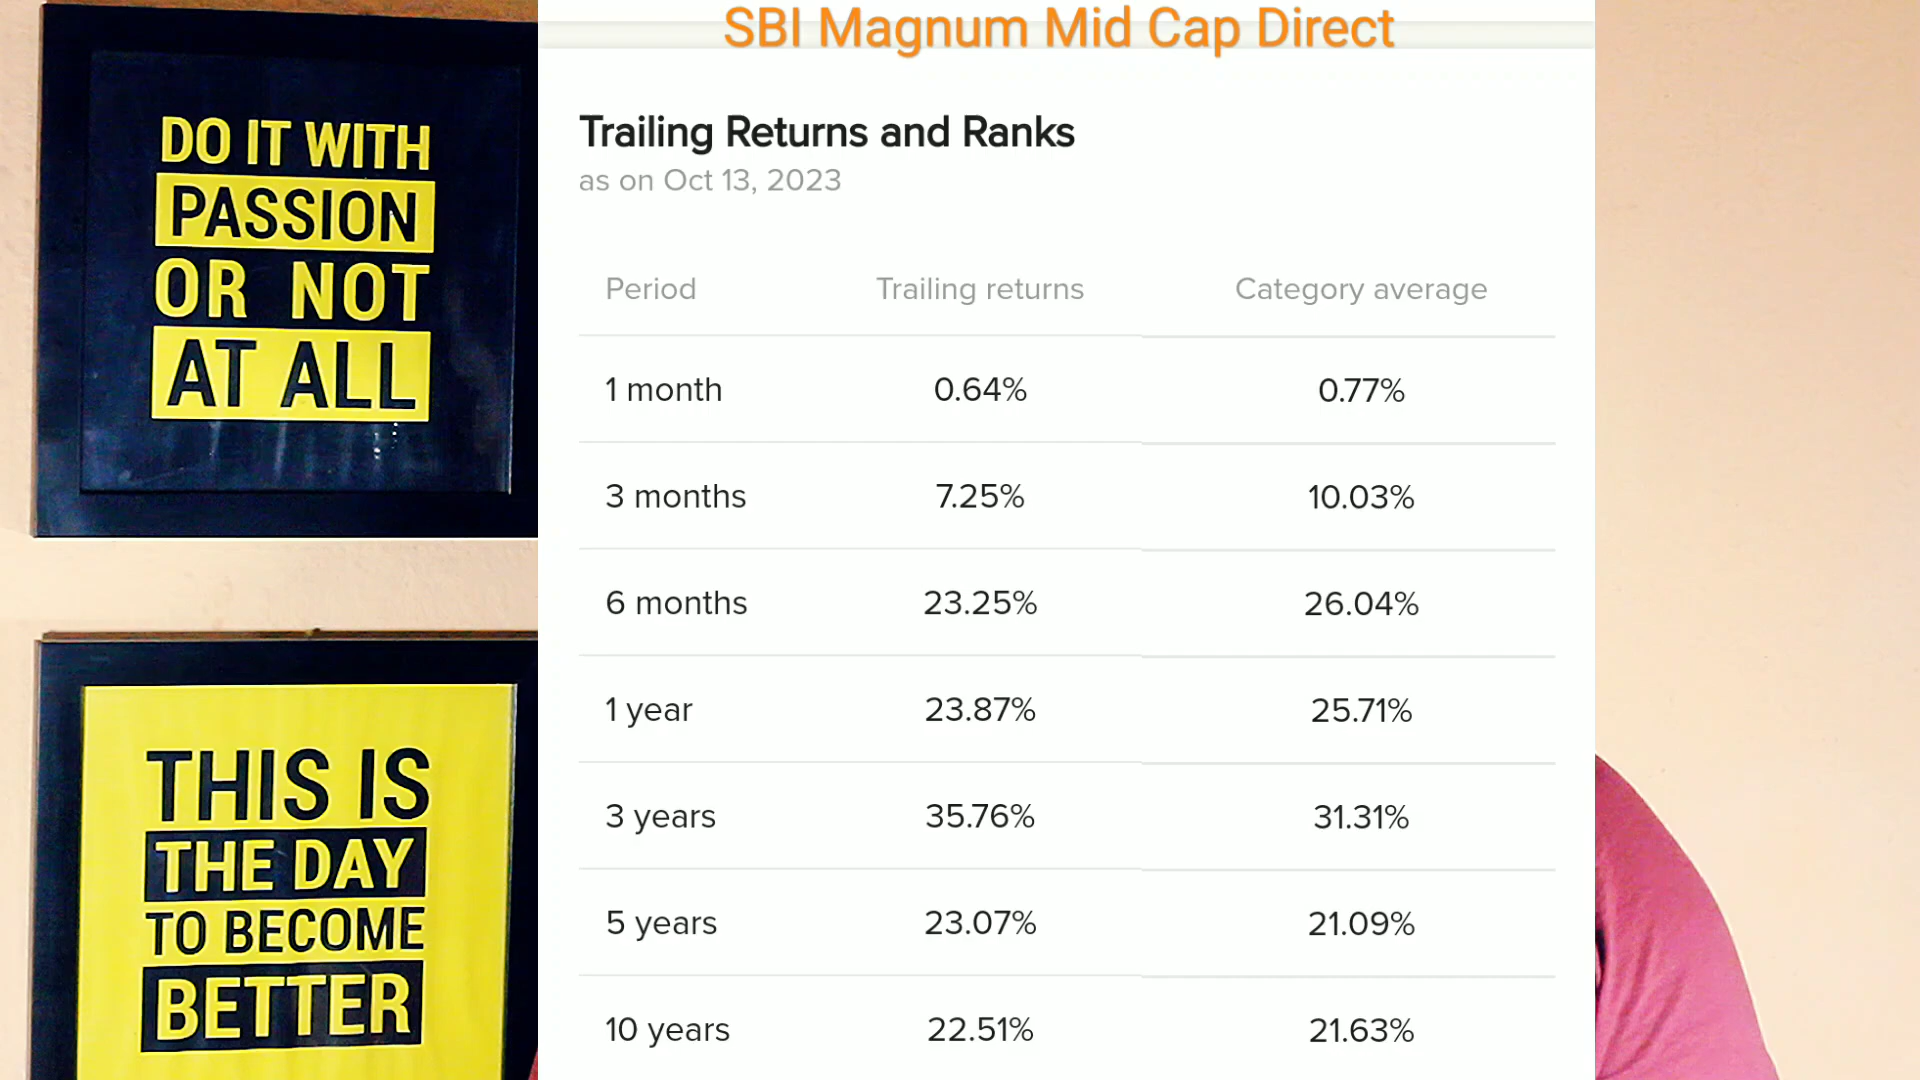 DO IT WITH
PASSION
OR NOT
AT ALL
THIS IS
THE DAY
TO BECOME
BETTER
SBI Magnum Mid Cap Direct
Trailing Returns and Ranks
as on Oct 13, 2023
Period Trailing returns Category average
1 month 0.64% 0.77%
3 months 7.25% 10.03%
6 months 23.25% 26.04%
1 year 23.87% 25.71%
3 years 35.76% 31.31%
5 years 23.07% 21.09%
10 years 22.51% 21.63%